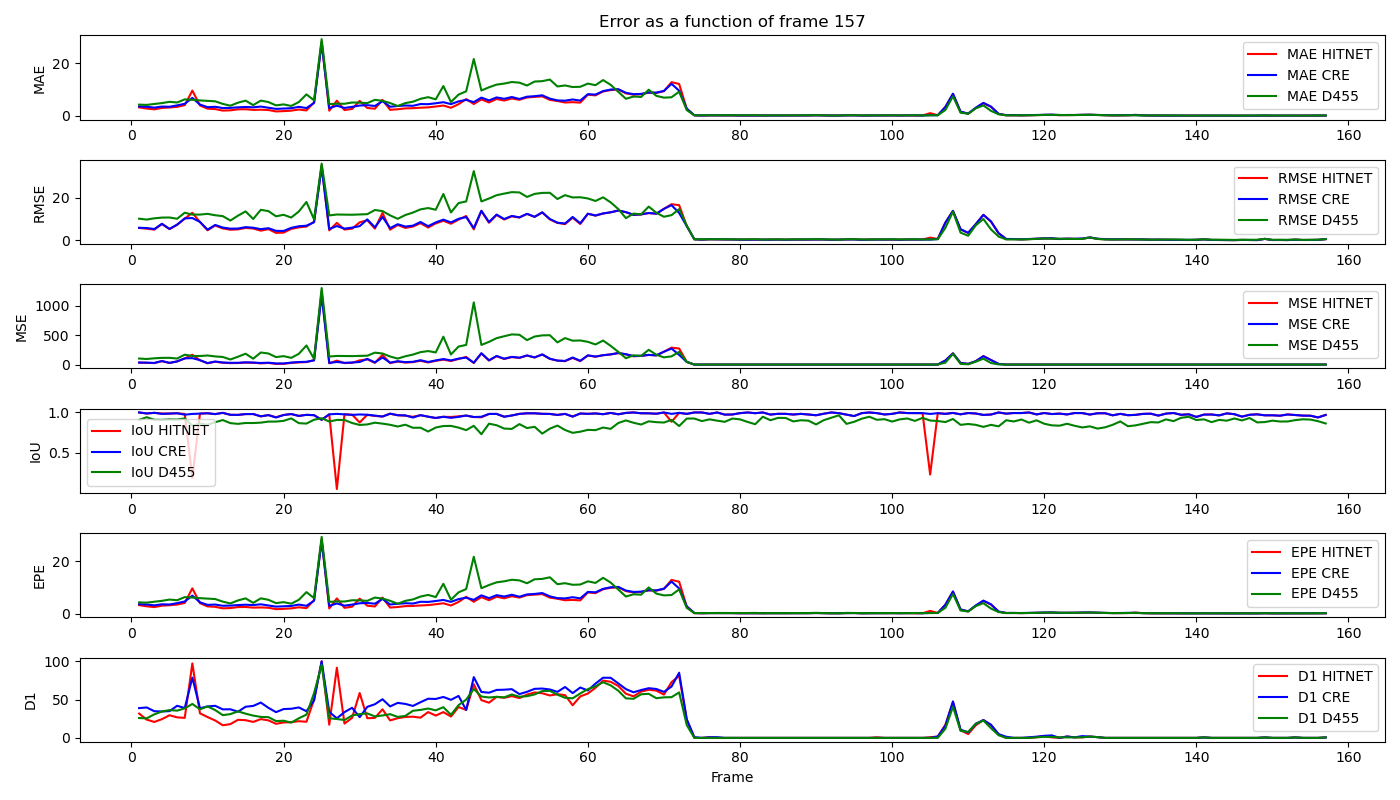 Error as a function of frame 157
MAE
20
0
MAE HITNET
MAE CRE
MAE D455
0 20 40 60 80 100 120 140 160
RMSE
20
0
RMSE HITNET
RMSE CRE
RMSE D455
0 20 40 60 80 100 120 140 160
MSE
1000
500
0
MSE HITNET
MSE CRE
MSE D455
0 20 40 60 80 100 120 140 160
IoU
1.0
0.5
IoU HITNET
IoU CRE
IoU D455
0 20 40 60 80 100 120 140 160
EPE
20
0
EPE HITNET
EPE CRE
EPE D455
0 20 40 60 80 100 120 140 160
D1
100
50
0
D1 HITNET
D1 CRE
D1 D455
0 20 40 60 80 100 120 140 160
Frame